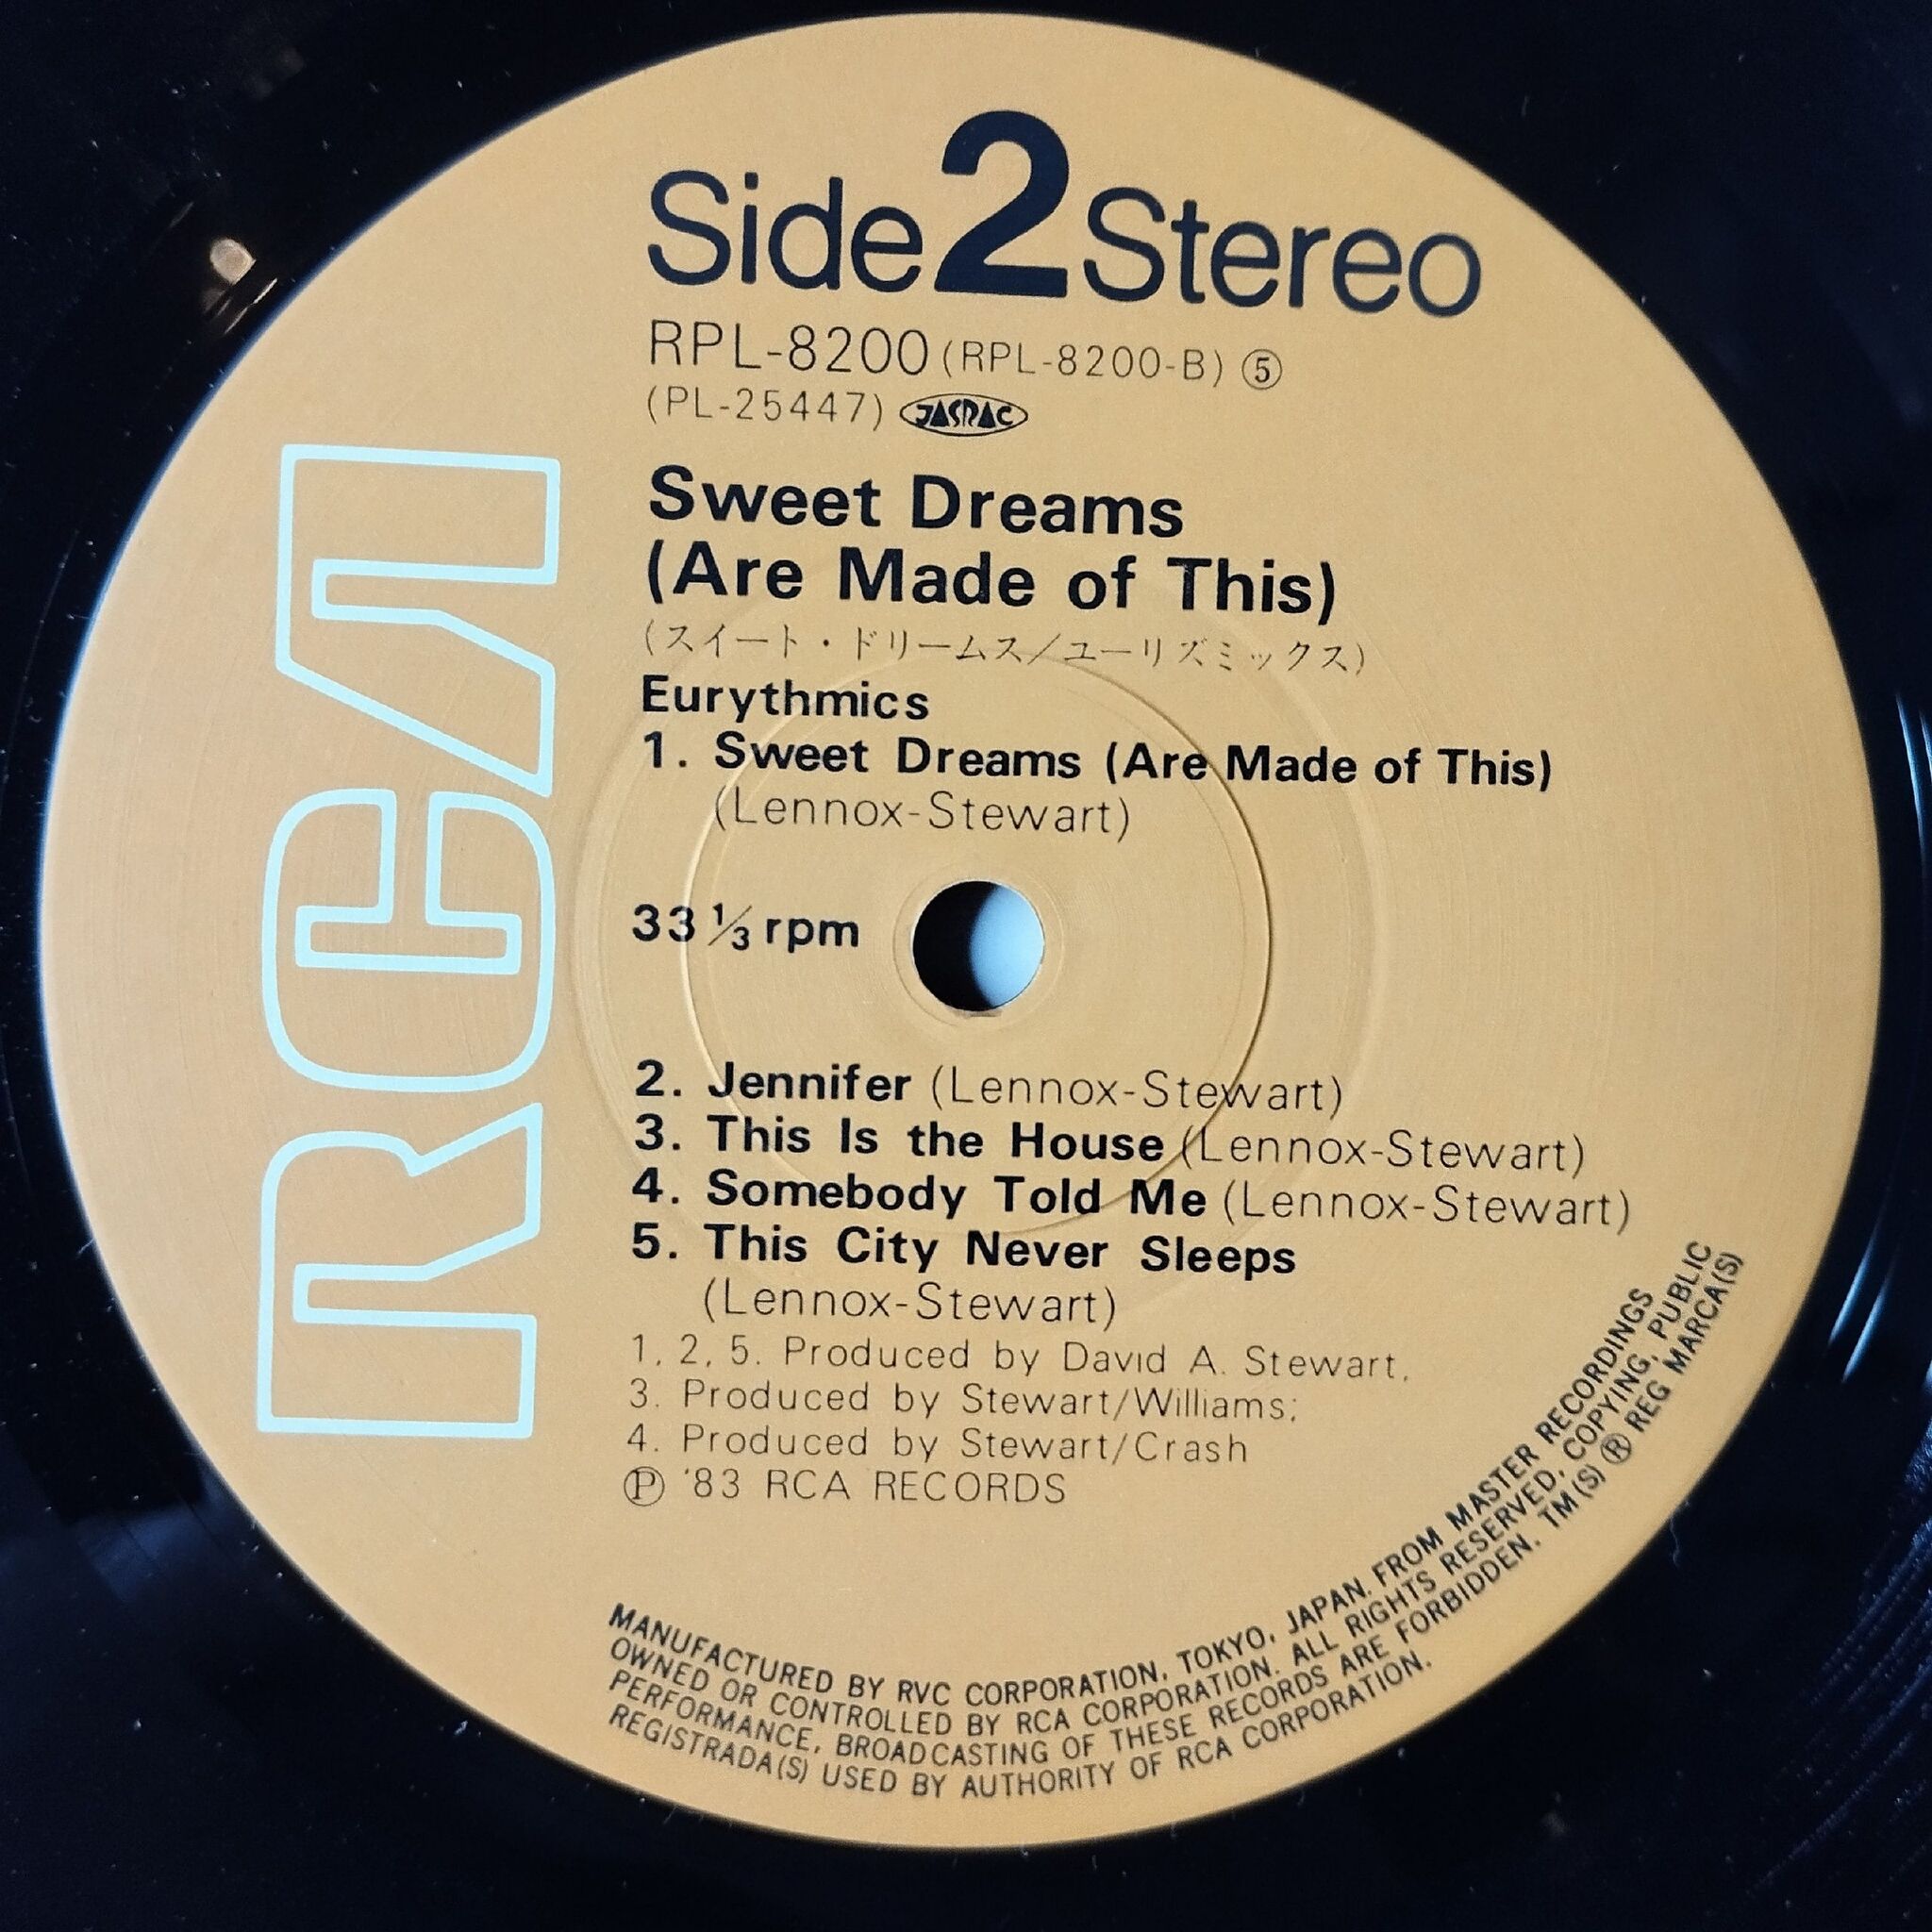 Side 2 Stereo
RPL-8200 (RPL-8200-B) ⑤
(PL-25447) JASRAC
Sweet Dreams
(Are Made of This)
(スイート・ドリームス/ユーリズミックス)
Eurythmics
1. Sweet Dreams (Are Made of This)
(Lennox-Stewart)
33 1/3 rpm
2. Jennifer (Lennox-Stewart)
3. This Is the House (Lennox-Stewart)
4. Somebody Told Me (Lennox-Stewart)
5. This City Never Sleeps
(Lennox-Stewart)
1, 2, 5. Produced by David A. Stewart,
3. Produced by Stewart/Williams;
4. Produced by Stewart/Crash
Ⓟ '83 RCA RECORDS
RCA
MANUFACTURED BY RVC CORPORATION, TOKYO, JAPAN. FROM MASTER RECORDINGS
OWNED OR CONTROLLED BY RCA CORPORATION. ALL RIGHTS RESERVED, COPYING, PUBLIC
PERFORMANCE, BROADCASTING OF THESE RECORDS ARE FORBIDDEN. TM(S) ® REG MARCA(S)
REGISTRADA(S) USED BY AUTHORITY OF RCA CORPORATION.